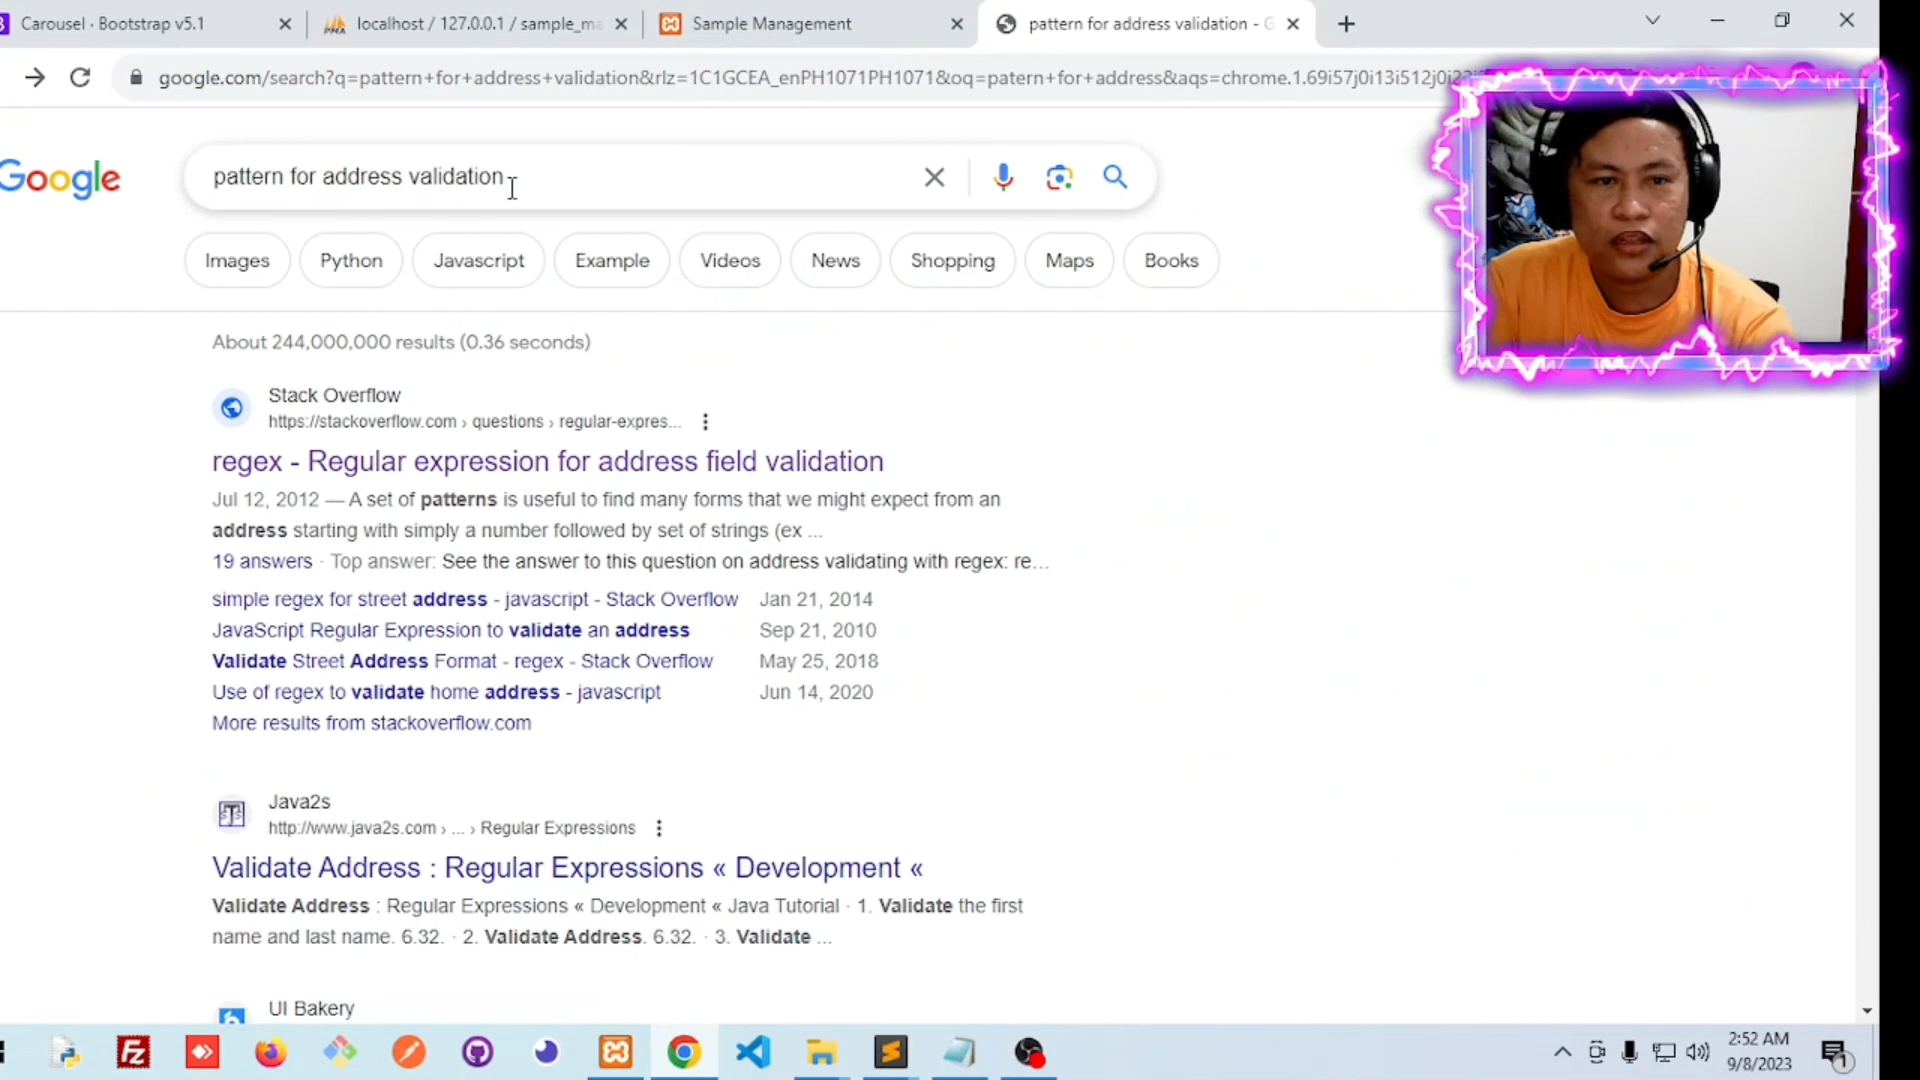 Carousel · Bootstrap v5.1
localhost / 127.0.0.1 / sample_ma
Sample Management
pattern for address validation - G
google.com/search?q=pattern+for+address+validation&rlz=1C1GCEA_enPH1071PH1071&oq=patern+for+address&aqs=chrome.1.69i57j0i13i512j0i22
Google
pattern for address validation
Images
Python
Javascript
Example
Videos
News
Shopping
Maps
Books
About 244,000,000 results (0.36 seconds)
Stack Overflow
https://stackoverflow.com › questions › regular-expres...
regex - Regular expression for address field validation
Jul 12, 2012 — A set of patterns is useful to find many forms that we might expect from an
address starting with simply a number followed by set of strings (ex ...
19 answers · Top answer: See the answer to this question on address validating with regex: re...
simple regex for street address - javascript - Stack Overflow Jan 21, 2014
JavaScript Regular Expression to validate an address Sep 21, 2010
Validate Street Address Format - regex - Stack Overflow May 25, 2018
Use of regex to validate home address - javascript Jun 14, 2020
More results from stackoverflow.com
Java2s
http://www.java2s.com › ... › Regular Expressions
Validate Address : Regular Expressions « Development «
Validate Address : Regular Expressions « Development « Java Tutorial · 1. Validate the first
name and last name. 6.32. · 2. Validate Address. 6.32. · 3. Validate ...
UI Bakery
2:52 AM
9/8/2023
1